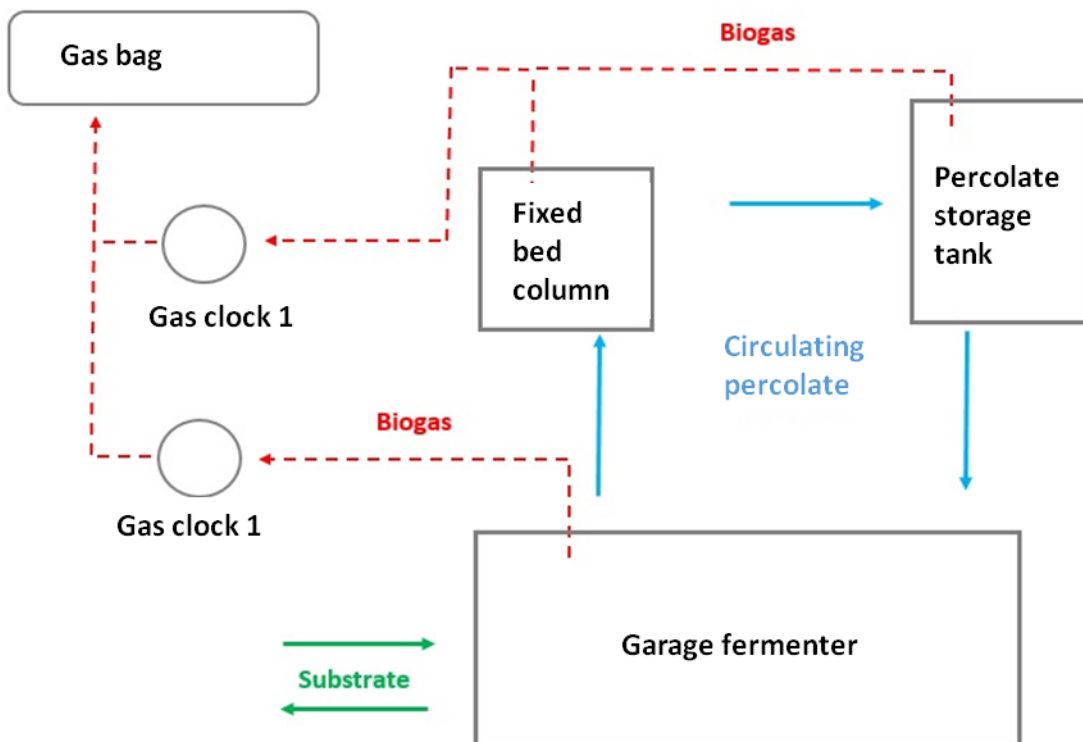 Gas bag
Biogas
Fixed
bed
column
Percolate
storage
tank
Gas clock 1
Circulating
percolate
Biogas
Gas clock 1
Garage fermenter
Substrate